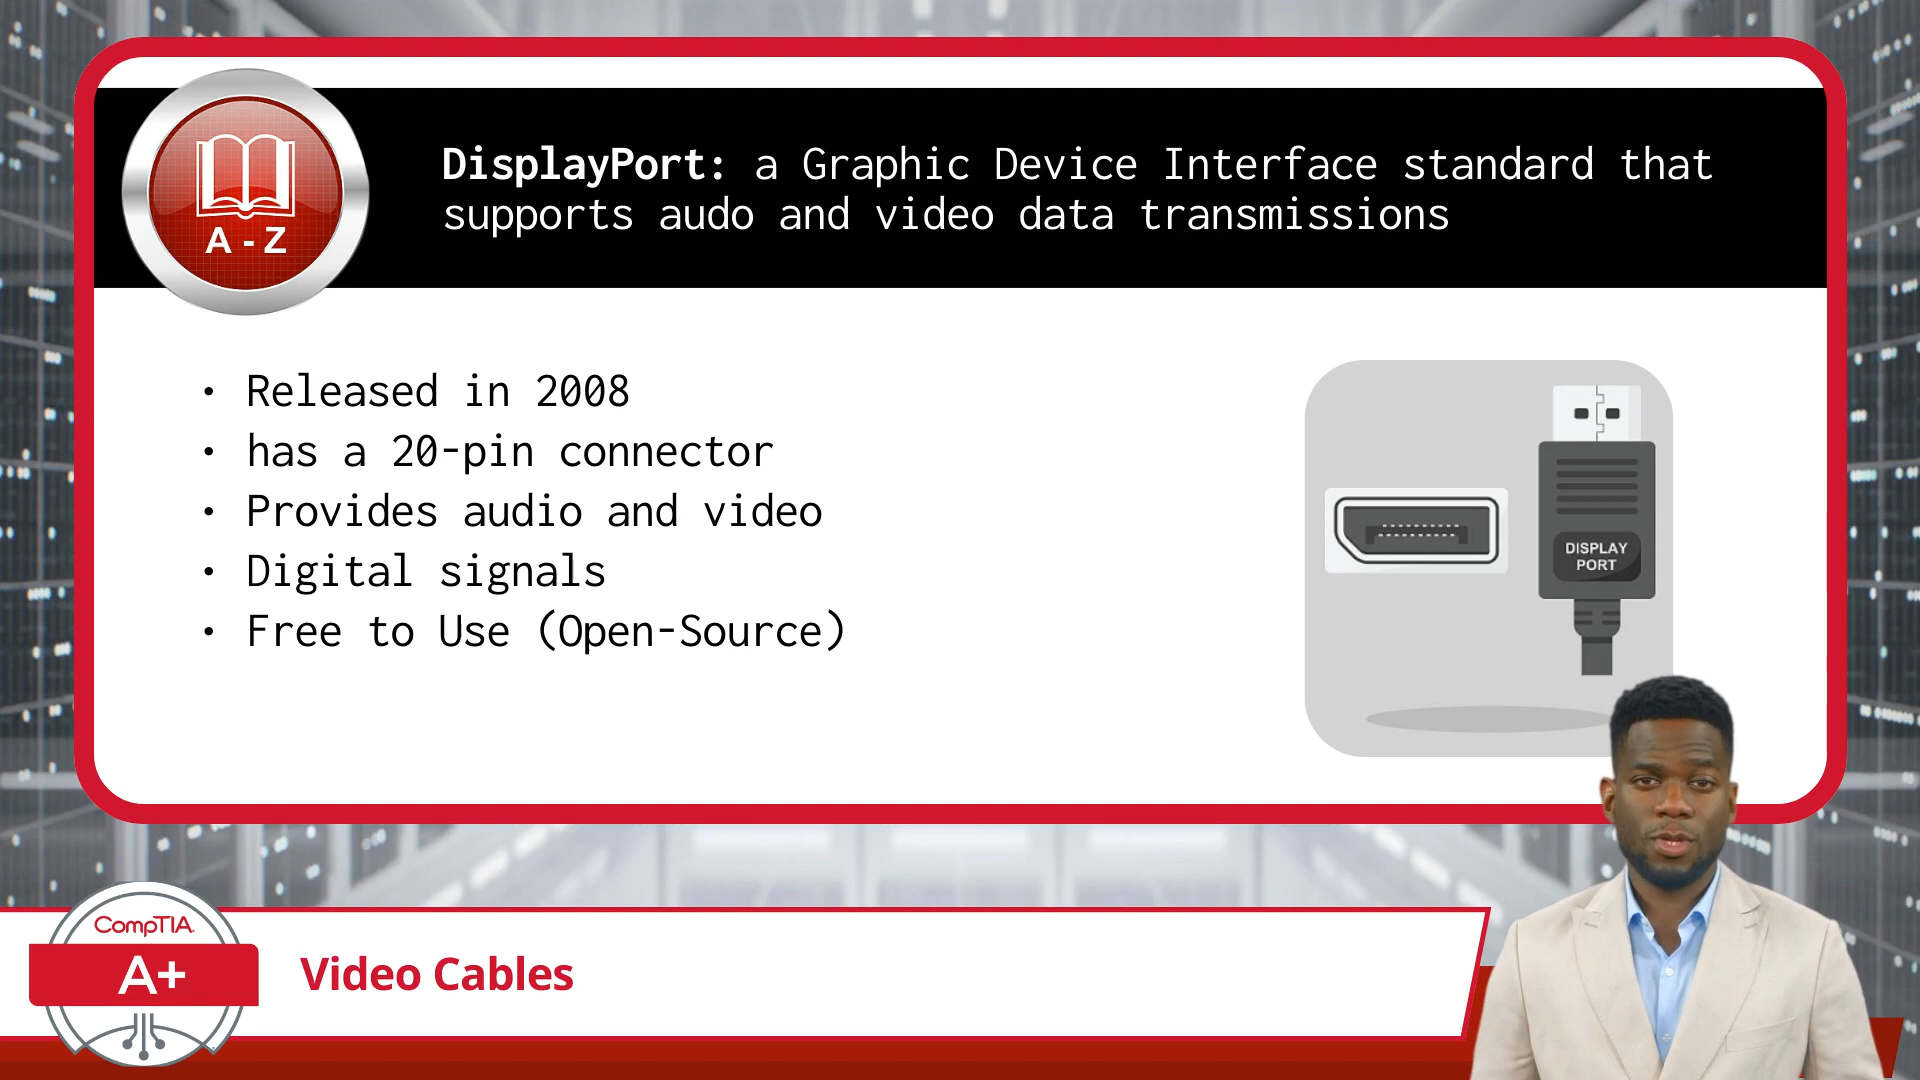 DisplayPort: a Graphic Device Interface standard that
supports audo and video data transmissions
A - Z
• Released in 2008
• has a 20-pin connector
• Provides audio and video
• Digital signals
• Free to Use (Open-Source)
DISPLAY
PORT
CompTIA.
A+
Video Cables